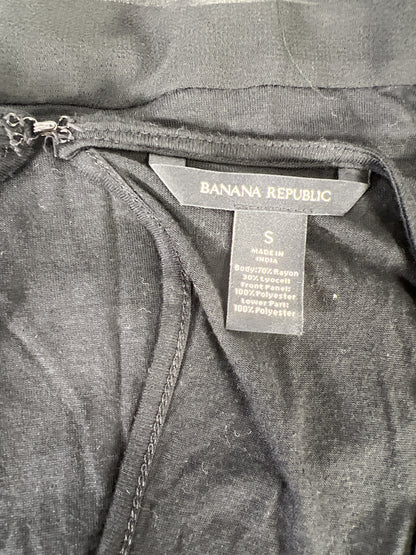 BANANA REPUBLIC
S
MADE IN
INDIA
Body:70% Rayon
30% Lyocell
Front Panel:
100% Polyester
Lower Part:
100% Polyester